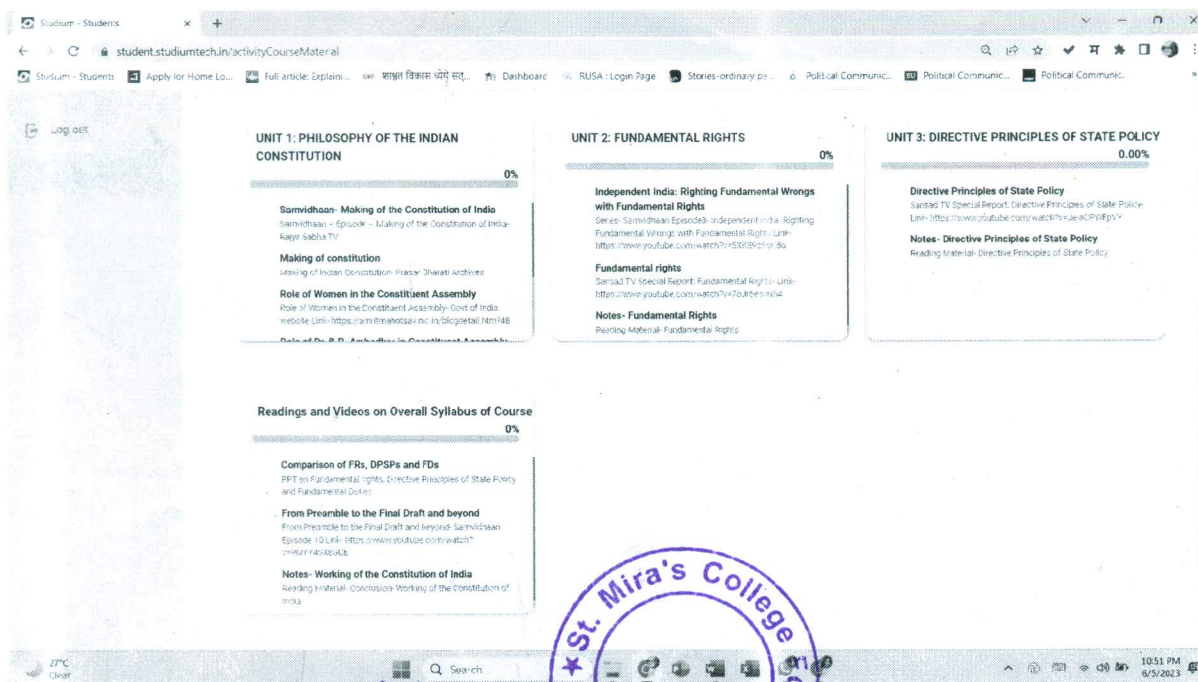 Studium - Students
student.studiumtech.in/activityCourseMaterial
Studium - Students Apply for Home Lo... Full article: Explaini... शाश्वत विकास ध्येये सत्... Dashboard RUSA : Login Page Stories-ordinary pe... Political Communic... Political Communic... Political Communic...
Log out
UNIT 1: PHILOSOPHY OF THE INDIAN
CONSTITUTION
0%
Samvidhaan- Making of the Constitution of India
Samvidhaan – Episode – Making of the Constitution of India-
Rajya Sabha TV
Making of constitution
Making of Indian Constitution- Prasar Bharati Archives
Role of Women in the Constituent Assembly
Role of Women in the Constituent Assembly- Govt of India
website Link-
Role of Dr. B.R. Ambedkar in Constituent Assembly
UNIT 2: FUNDAMENTAL RIGHTS
0%
Independent India: Righting Fundamental Wrongs
with Fundamental Rights
Series- Samvidhaan Episode3- Independent India: Righting
Fundamental Wrongs with Fundamental Rights Link-
Fundamental rights
Sansad TV Special Report: Fundamental Rights- Link-
Notes- Fundamental Rights
Reading Material- Fundamental Rights
UNIT 3: DIRECTIVE PRINCIPLES OF STATE POLICY
0.00%
Directive Principles of State Policy
Sansad TV Special Report: Directive Principles of State Policy-
Link-
Notes- Directive Principles of State Policy
Reading Material- Directive Principles of State Policy
Readings and Videos on Overall Syllabus of Course
0%
Comparison of FRs, DPSPs and FDs
PPT on Fundamental rights, Directive Principles of State Policy
and Fundamental Duties
From Preamble to the Final Draft and beyond
From Preamble to the Final Draft and beyond- Samvidhaan
Episode 10 Link- https://www.youtube.com/watch?
Notes- Working of the Constitution of India
Reading Material- Conclusion- Working of the Constitution of
India
St. Mira's College
27°C
Clear
Search
10:51 PM
6/5/2023